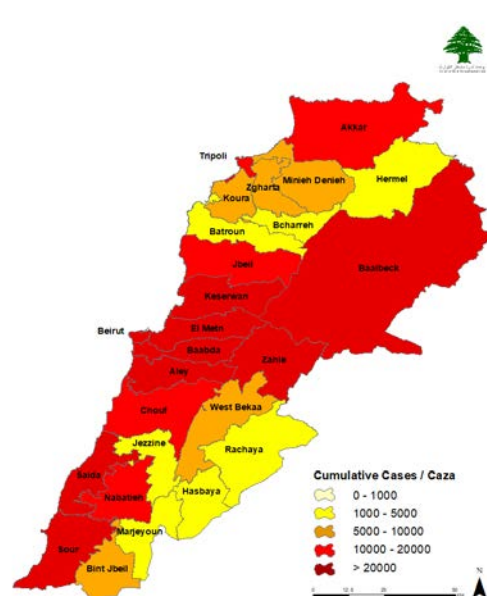 Akkar
Tripoli
Hermel
Minieh Denieh
Zgharta
Koura
Bcharreh
Batroun
Jbeil
Baalbeck
Keserwan
Beirut
El Metn
Baabda
Zahle
Aley
Chouf
West Bekaa
Jezzine
Rachaya
Saida
Hasbaya
Nabatieh
Marjeyoun
Sour
Bint Jbeil
Cumulative Cases / Caza
0 - 1000
1000 - 5000
5000 - 10000
10000 - 20000
> 20000
N